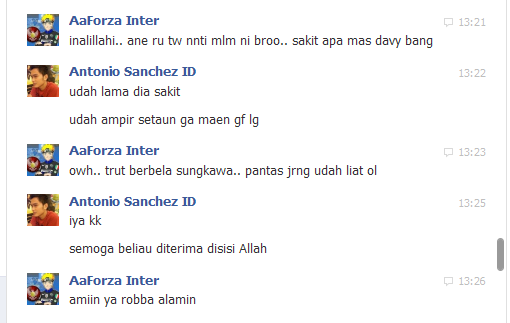 AaForza Inter
13:21
inalillahi.. ane ru tw nnti mlm ni broo.. sakit apa mas davy bang
Antonio Sanchez ID
13:22
udah lama dia sakit
udah ampir setaun ga maen gf lg
AaForza Inter
13:23
owh.. trut berbela sungkawa.. pantas jrng udah liat ol
Antonio Sanchez ID
13:25
iya kk
semoga beliau diterima disisi Allah
AaForza Inter
13:26
amiin ya robba alamin